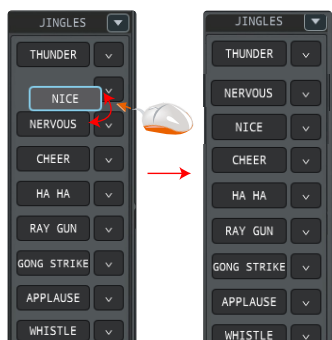 JINGLES
THUNDER
NICE
NERVOUS
CHEER
HA HA
RAY GUN
GONG STRIKE
APPLAUSE
WHISTLE
JINGLES
THUNDER
NERVOUS
NICE
CHEER
HA HA
RAY GUN
GONG STRIKE
APPLAUSE
WHISTLE